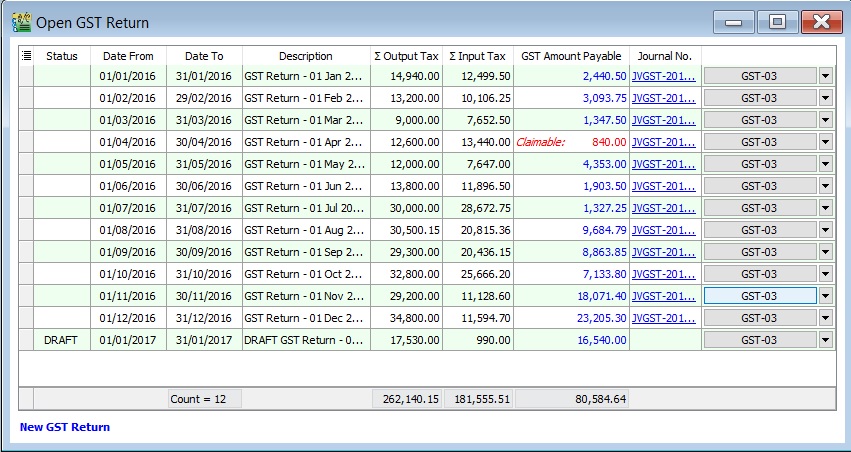 Open GST Return
Status Date From Date To Description Σ Output Tax Σ Input Tax GST Amount Payable Journal No.
01/01/2016 31/01/2016 GST Return - 01 Jan 2... 14,940.00 12,499.50 2,440.50 JVGST-201... GST-03
01/02/2016 29/02/2016 GST Return - 01 Feb 2... 13,200.00 10,106.25 3,093.75 JVGST-201... GST-03
01/03/2016 31/03/2016 GST Return - 01 Mar 2... 9,000.00 7,652.50 1,347.50 JVGST-201... GST-03
01/04/2016 30/04/2016 GST Return - 01 Apr 2... 12,600.00 13,440.00 Claimable: 840.00 JVGST-201... GST-03
01/05/2016 31/05/2016 GST Return - 01 May 2... 12,000.00 7,647.00 4,353.00 JVGST-201... GST-03
01/06/2016 30/06/2016 GST Return - 01 Jun 2... 13,800.00 11,896.50 1,903.50 JVGST-201... GST-03
01/07/2016 31/07/2016 GST Return - 01 Jul 20... 30,000.00 28,672.75 1,327.25 JVGST-201... GST-03
01/08/2016 31/08/2016 GST Return - 01 Aug 2... 30,500.15 20,815.36 9,684.79 JVGST-201... GST-03
01/09/2016 30/09/2016 GST Return - 01 Sep 2... 29,300.00 20,436.15 8,863.85 JVGST-201... GST-03
01/10/2016 31/10/2016 GST Return - 01 Oct 2... 32,800.00 25,666.20 7,133.80 JVGST-201... GST-03
01/11/2016 30/11/2016 GST Return - 01 Nov 2... 29,200.00 11,128.60 18,071.40 JVGST-201... GST-03
01/12/2016 31/12/2016 GST Return - 01 Dec 2... 34,800.00 11,594.70 23,205.30 JVGST-201... GST-03
DRAFT 01/01/2017 31/01/2017 DRAFT GST Return - 0... 17,530.00 990.00 16,540.00 GST-03
Count = 12 262,140.15 181,555.51 80,584.64
New GST Return